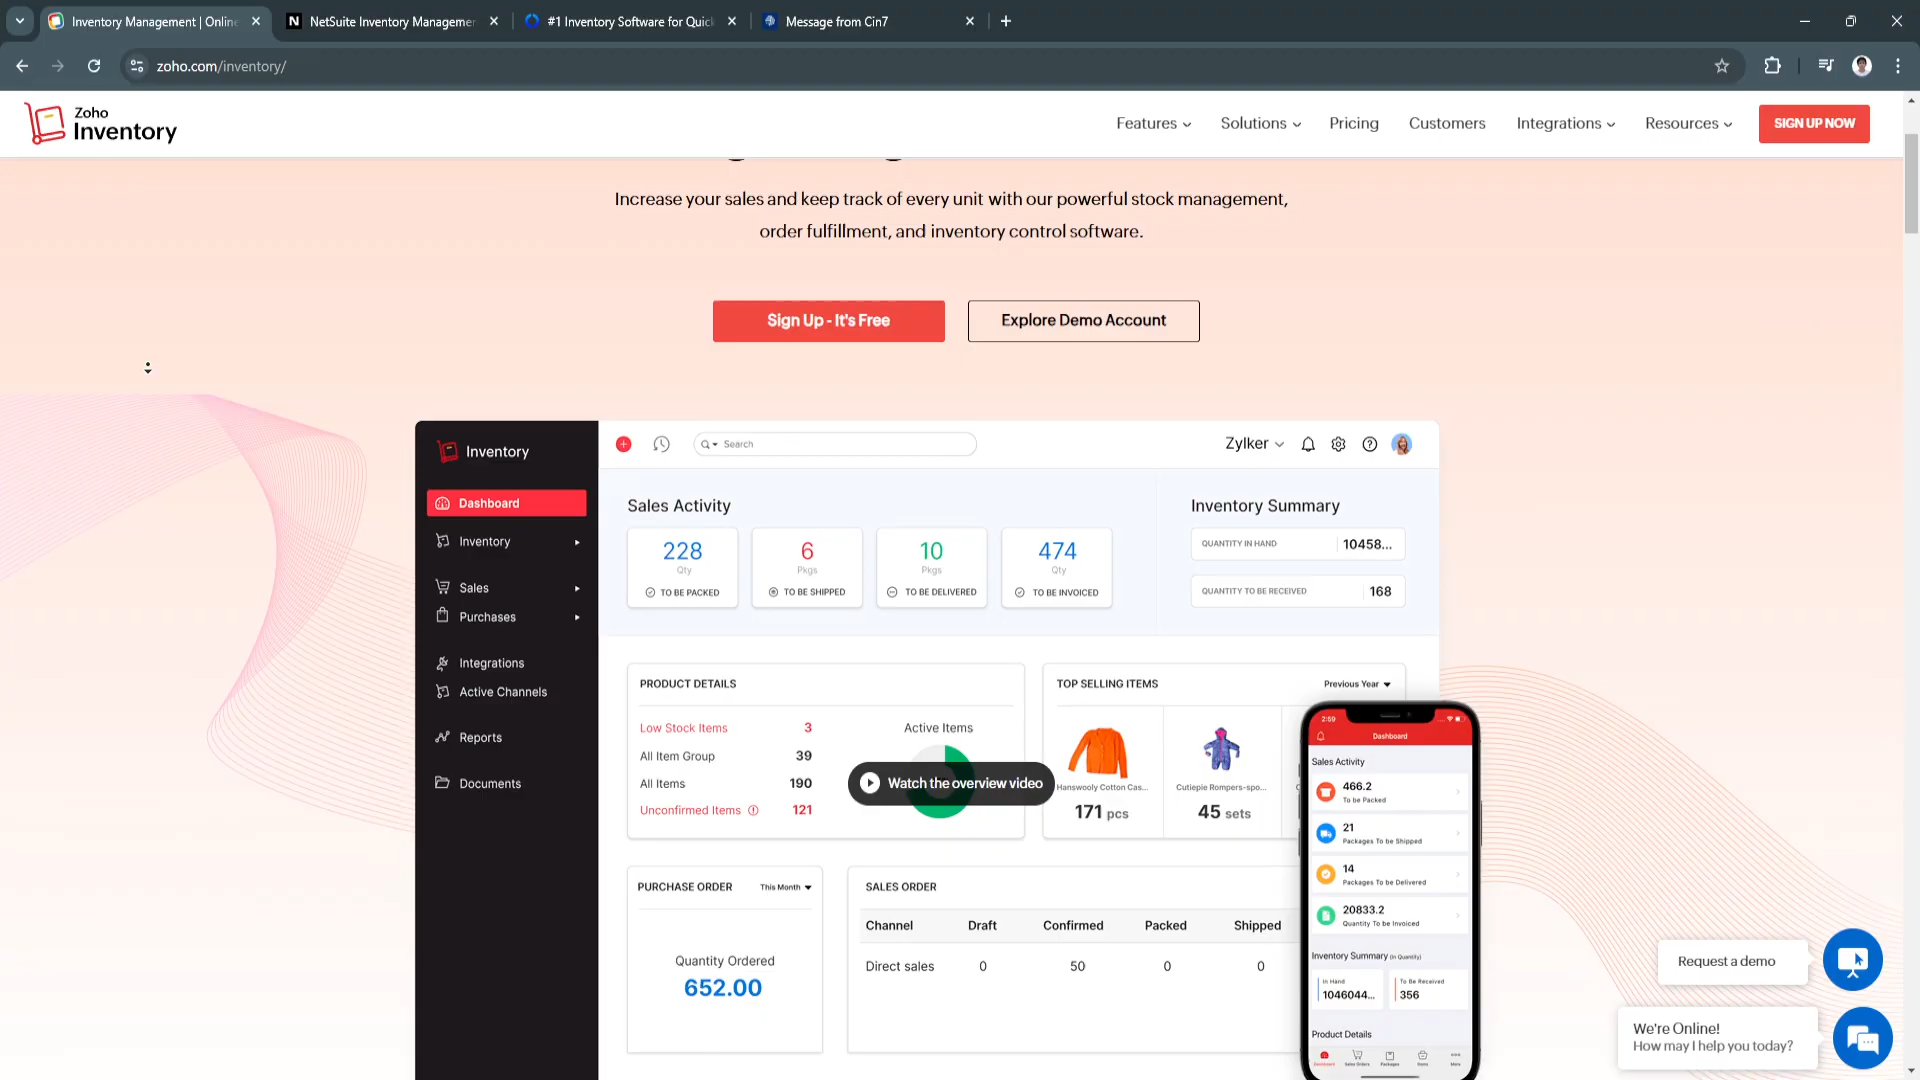 Inventory Management | Online
NetSuite Inventory Managemen
#1 Inventory Software for Quick
Message from Cin7
zoho.com/inventory/
Zoho
Inventory
Features
Solutions
Pricing
Customers
Integrations
Resources
SIGN UP NOW
Increase your sales and keep track of every unit with our powerful stock management,
order fulfillment, and inventory control software.
Sign Up - It's Free
Explore Demo Account
Inventory
Search
Zylker
Dashboard
Inventory
Sales
Purchases
Integrations
Active Channels
Reports
Documents
Sales Activity
228
Qty
TO BE PACKED
6
Pkgs
TO BE SHIPPED
10
Pkgs
TO BE DELIVERED
474
Qty
TO BE INVOICED
Inventory Summary
QUANTITY IN HAND 10458...
QUANTITY TO BE RECEIVED 168
PRODUCT DETAILS
Low Stock Items 3
All Item Group 39
All Items 190
Unconfirmed Items 121
Active Items
Watch the overview video
TOP SELLING ITEMS
Previous Year
Hanswooly Cotton Cas...
171 pcs
Cutiepie Rompers-spo...
45 sets
PURCHASE ORDER
This Month
Quantity Ordered
652.00
SALES ORDER
Channel Draft Confirmed Packed Shipped
Direct sales 0 50 0 0
2:59
Dashboard
Sales Activity
466.2
To be Packed
21
Packages To be Shipped
14
Packages To be Delivered
20833.2
Quantity To be Invoiced
Inventory Summary (In Quantity)
In Hand
1046044...
To Be Received
356
Product Details
Dashboard Sales Orders Packages Items More
Request a demo
We're Online!
How may I help you today?